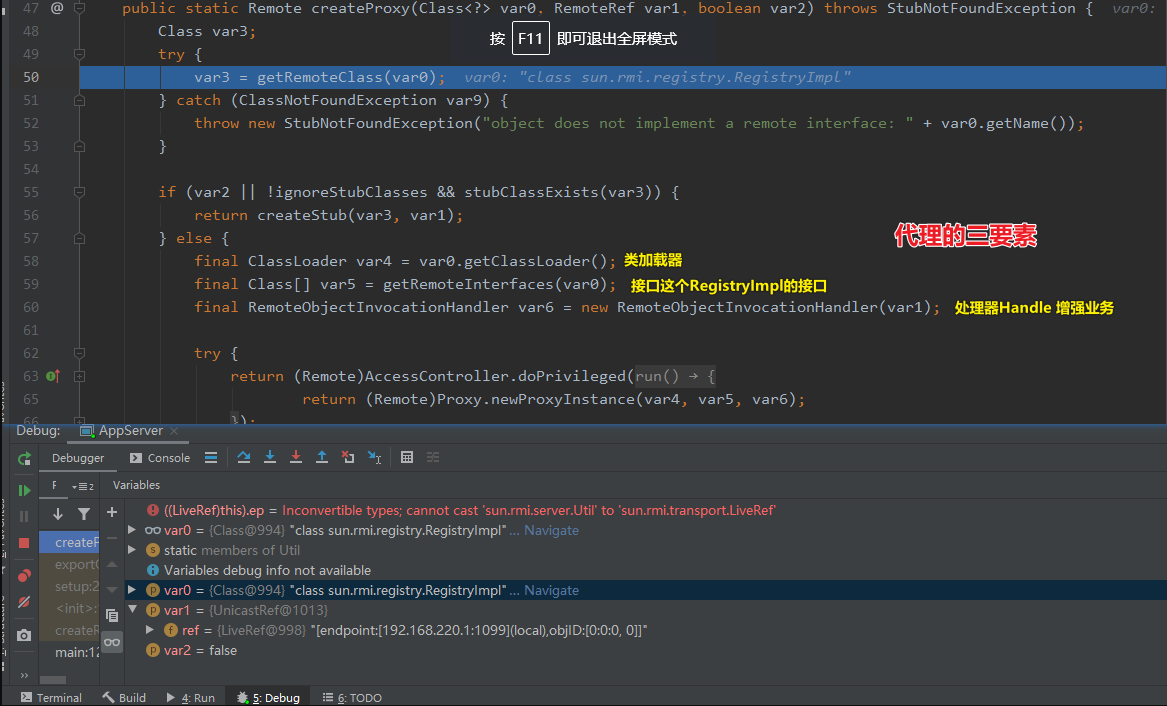 47 @ public static Remote createProxy(Class<?> var0, RemoteRef var1, boolean var2) throws StubNotFoundException { var0:
48 Class var3;
按 F11 即可退出全屏模式
49 try {
50 var3 = getRemoteClass(var0); var0: "class sun.rmi.registry.RegistryImpl"
51 } catch (ClassNotFoundException var9) {
52 throw new StubNotFoundException("object does not implement a remote interface: " + var0.getName());
53 }
54
55 if (var2 || !ignoreStubClasses && stubClassExists(var3)) {
56 return createStub(var3, var1);
57 } else {
代理的三要素
58 final ClassLoader var4 = var0.getClassLoader(); 类加载器
59 final Class[] var5 = getRemoteInterfaces(var0); 接口这个RegistryImpl的接口
60 final RemoteObjectInvocationHandler var6 = new RemoteObjectInvocationHandler(var1); 处理器Handle 增强业务
61
62 try {
63 return (Remote)AccessController.doPrivileged(run() → {
65 return (Remote)Proxy.newProxyInstance(var4, var5, var6);
66 });
Debug: AppServer ×
Debugger Console
F 2 Variables
((LiveRef)this).ep = Inconvertible types; cannot cast 'sun.rmi.server.Util' to 'sun.rmi.transport.LiveRef'
var0 = {Class@994} "class sun.rmi.registry.RegistryImpl"... Navigate
static members of Util
Variables debug info not available
var0 = {Class@994} "class sun.rmi.registry.RegistryImpl"... Navigate
var1 = {UnicastRef@1013}
ref = {LiveRef@998} "[endpoint:[192.168.220.1:1099](local),objID:[0:0:0, 0]]"
var2 = false
createP
exportO
setup:2
<init>:
createR
main:12
Terminal Build 4: Run 5: Debug 6: TODO